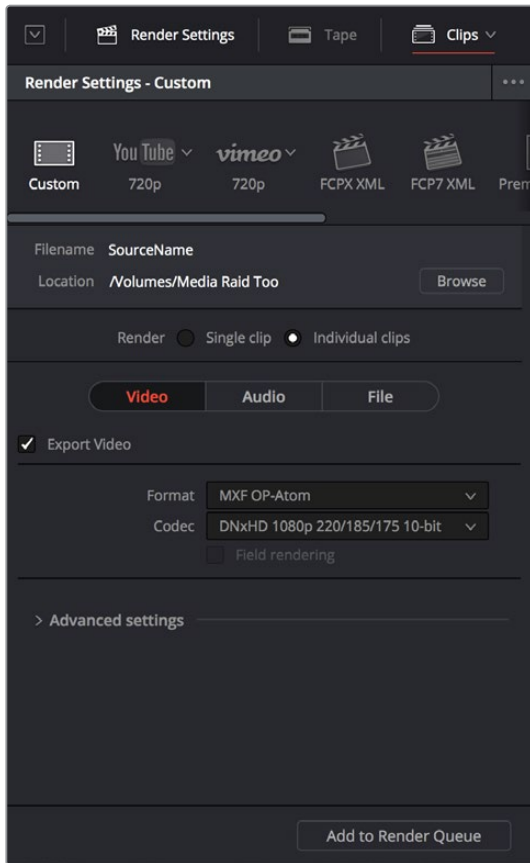 Render Settings Tape Clips
Render Settings - Custom
Custom
YouTube 720p
vimeo 720p
FCPX XML
FCP7 XML
Prem
Filename SourceName
Location /Volumes/Media Raid Too Browse
Render Single clip Individual clips
Video Audio File
Export Video
Format MXF OP-Atom
Codec DNxHD 1080p 220/185/175 10-bit
Field rendering
> Advanced settings
Add to Render Queue